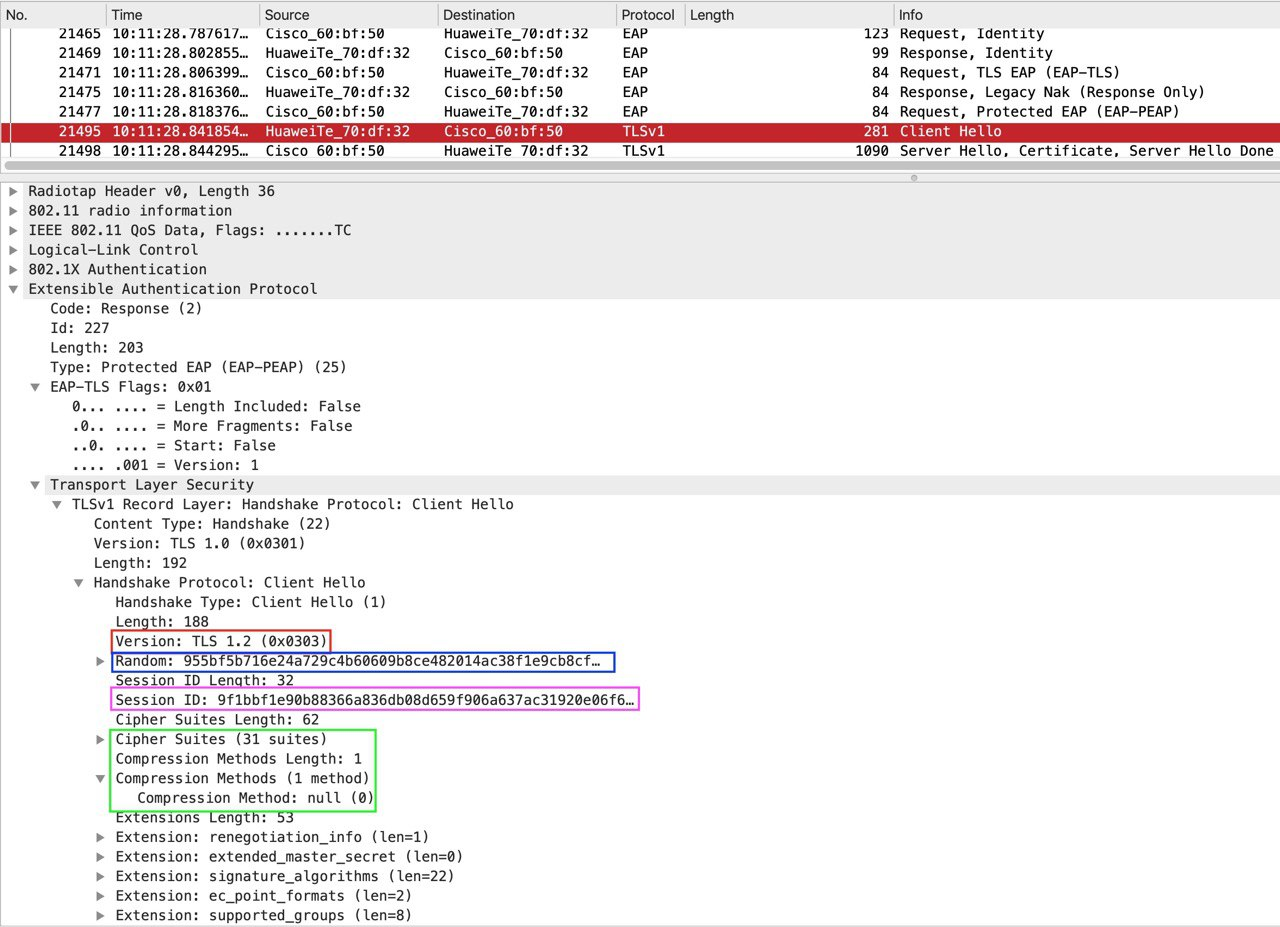 No. Time Source Destination Protocol Length Info
21465 10:11:28.787617… Cisco_60:bf:50 HuaweiTe_70:df:32 EAP 123 Request, Identity
21469 10:11:28.802855… HuaweiTe_70:df:32 Cisco_60:bf:50 EAP 99 Response, Identity
21471 10:11:28.806399… Cisco_60:bf:50 HuaweiTe_70:df:32 EAP 84 Request, TLS EAP (EAP-TLS)
21475 10:11:28.816360… HuaweiTe_70:df:32 Cisco_60:bf:50 EAP 84 Response, Legacy Nak (Response Only)
21477 10:11:28.818376… Cisco_60:bf:50 HuaweiTe_70:df:32 EAP 84 Request, Protected EAP (EAP-PEAP)
21495 10:11:28.841854… HuaweiTe_70:df:32 Cisco_60:bf:50 TLSv1 281 Client Hello
21498 10:11:28.844295… Cisco_60:bf:50 HuaweiTe_70:df:32 TLSv1 1090 Server Hello, Certificate, Server Hello Done
Radiotap Header v0, Length 36
802.11 radio information
IEEE 802.11 QoS Data, Flags: .......TC
Logical-Link Control
802.1X Authentication
Extensible Authentication Protocol
Code: Response (2)
Id: 227
Length: 203
Type: Protected EAP (EAP-PEAP) (25)
EAP-TLS Flags: 0x01
0... .... = Length Included: False
.0.. .... = More Fragments: False
..0. .... = Start: False
.... .001 = Version: 1
Transport Layer Security
TLSv1 Record Layer: Handshake Protocol: Client Hello
Content Type: Handshake (22)
Version: TLS 1.0 (0x0301)
Length: 192
Handshake Protocol: Client Hello
Handshake Type: Client Hello (1)
Length: 188
Version: TLS 1.2 (0x0303)
Random: 955bf5b716e24a729c4b60609b8ce482014ac38f1e9cb8cf…
Session ID Length: 32
Session ID: 9f1bbf1e90b88366a836db08d659f906a637ac31920e06f6…
Cipher Suites Length: 62
Cipher Suites (31 suites)
Compression Methods Length: 1
Compression Methods (1 method)
Compression Method: null (0)
Extensions Length: 53
Extension: renegotiation_info (len=1)
Extension: extended_master_secret (len=0)
Extension: signature_algorithms (len=22)
Extension: ec_point_formats (len=2)
Extension: supported_groups (len=8)